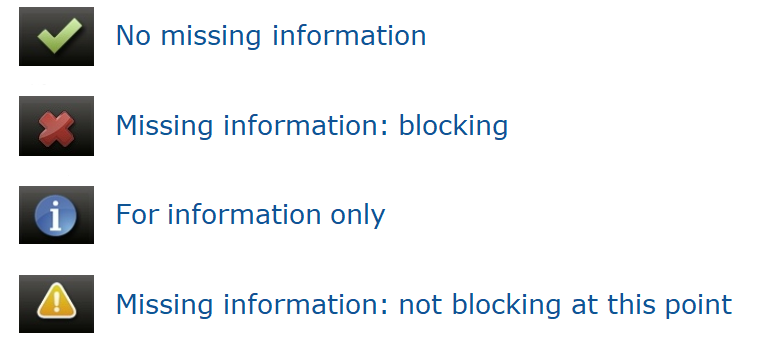 No missing information
Missing information: blocking
For information only
Missing information: not blocking at this point